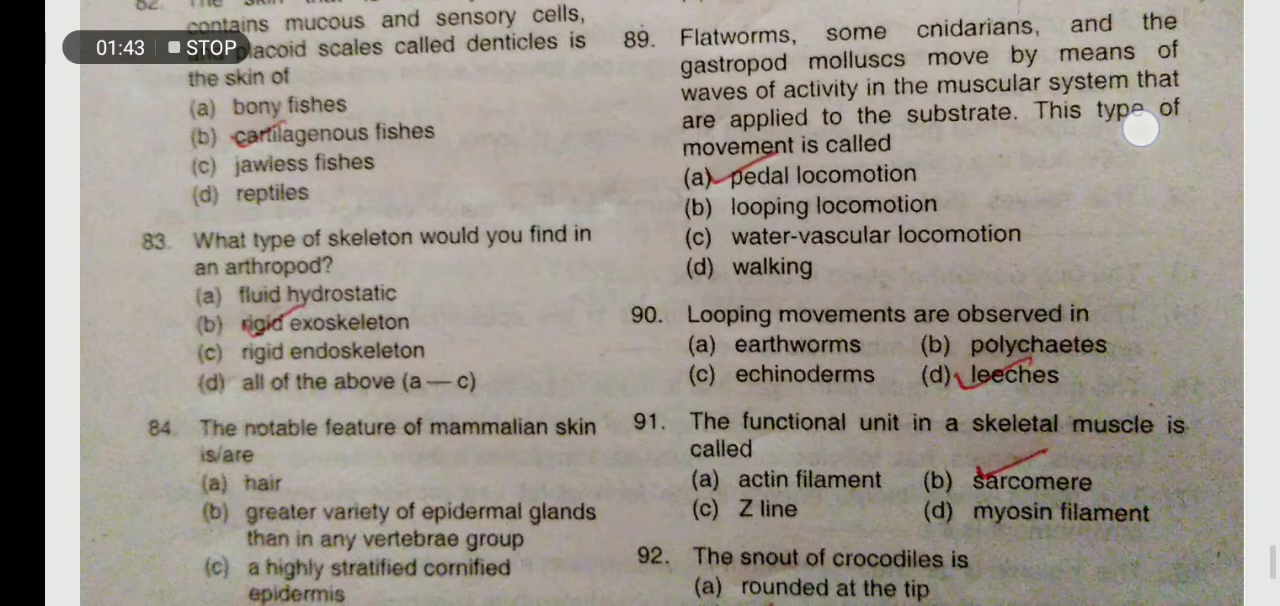 01:43 STOP
82. The skin that
contains mucous and sensory cells,
and placoid scales called denticles is
the skin of
(a) bony fishes
(b) cartilagenous fishes
(c) jawless fishes
(d) reptiles
83. What type of skeleton would you find in
an arthropod?
(a) fluid hydrostatic
(b) rigid exoskeleton
(c) rigid endoskeleton
(d) all of the above (a — c)
84. The notable feature of mammalian skin
is/are
(a) hair
(b) greater variety of epidermal glands
than in any vertebrae group
(c) a highly stratified cornified
epidermis
89. Flatworms, some cnidarians, and the
gastropod molluscs move by means of
waves of activity in the muscular system that
are applied to the substrate. This type of
movement is called
(a) pedal locomotion
(b) looping locomotion
(c) water-vascular locomotion
(d) walking
90. Looping movements are observed in
(a) earthworms (b) polychaetes
(c) echinoderms (d) leeches
91. The functional unit in a skeletal muscle is
called
(a) actin filament (b) sarcomere
(c) Z line (d) myosin filament
92. The snout of crocodiles is
(a) rounded at the tip